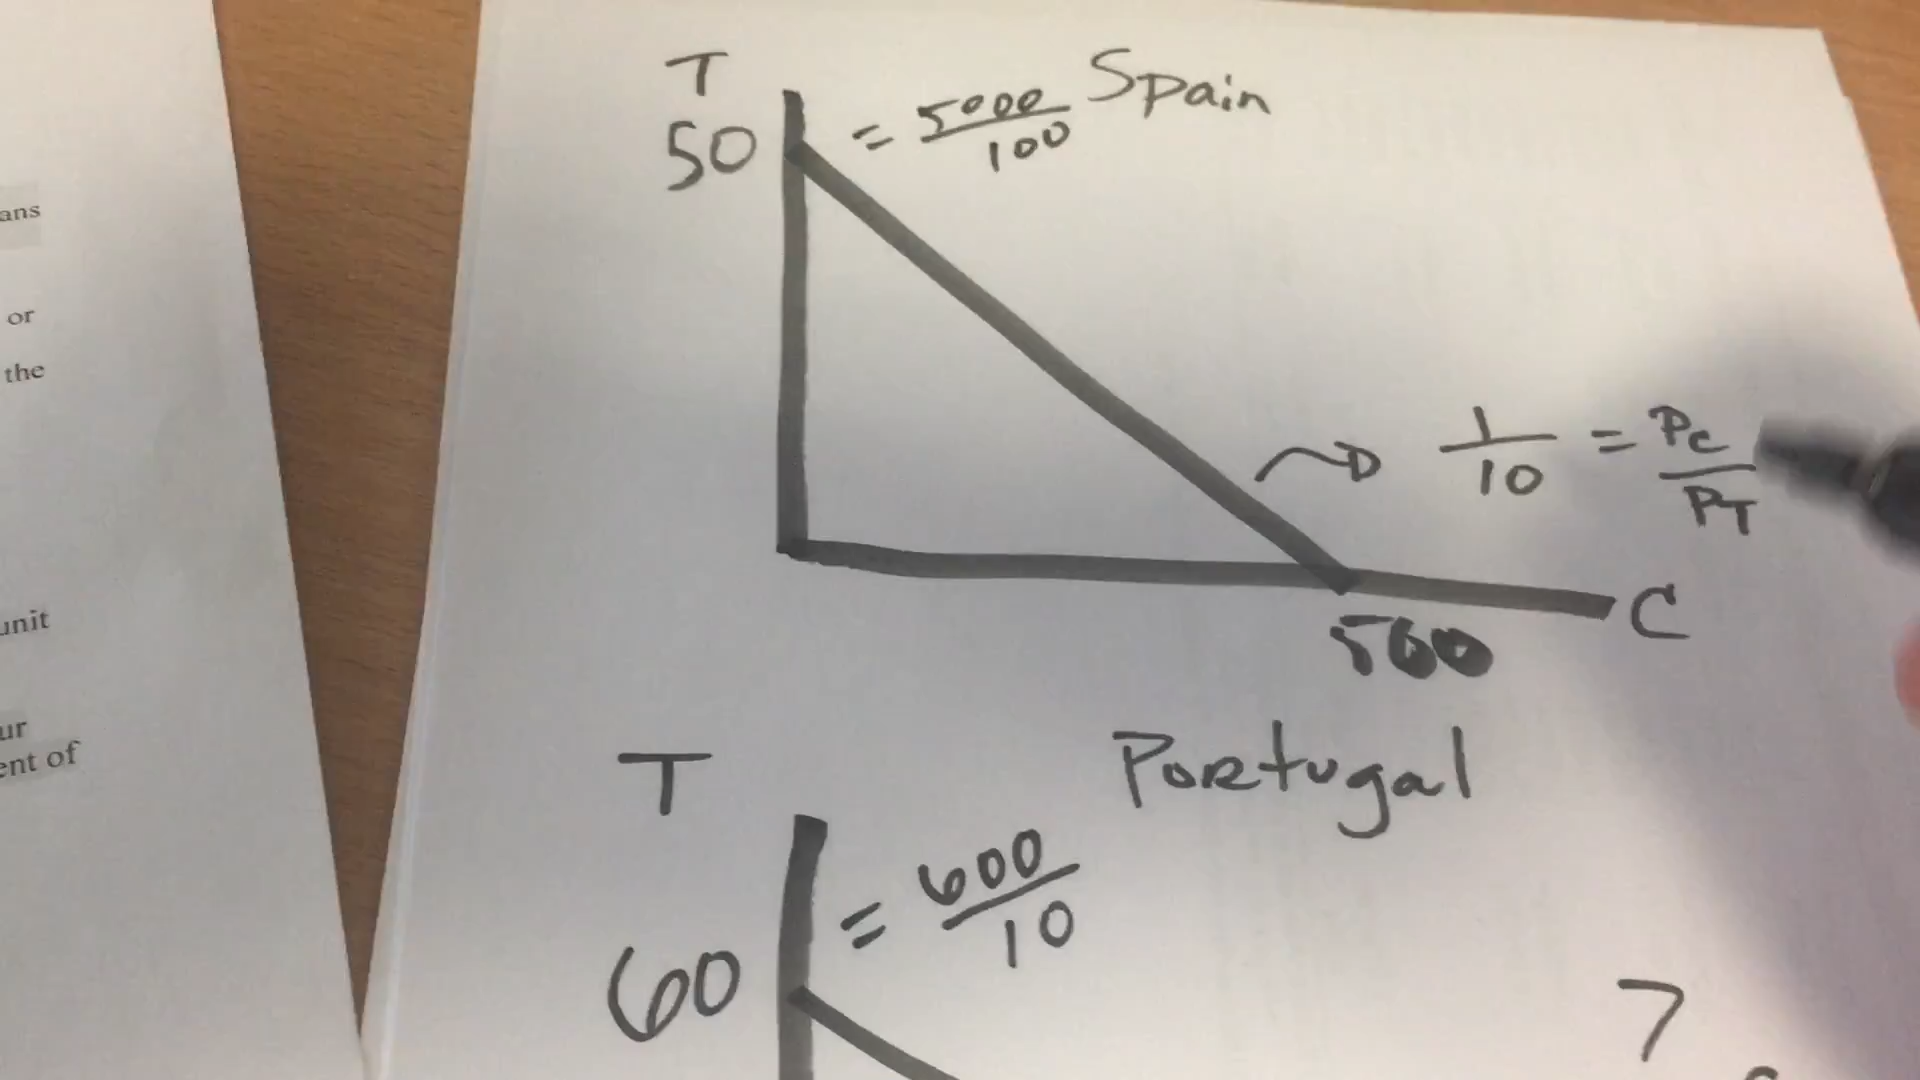 T
Spain
50 = 5000/100
1/10 = Pc/PT
C
500
Portugal
T
= 600/10
60
7
ans
or
the
unit
ur
ent of